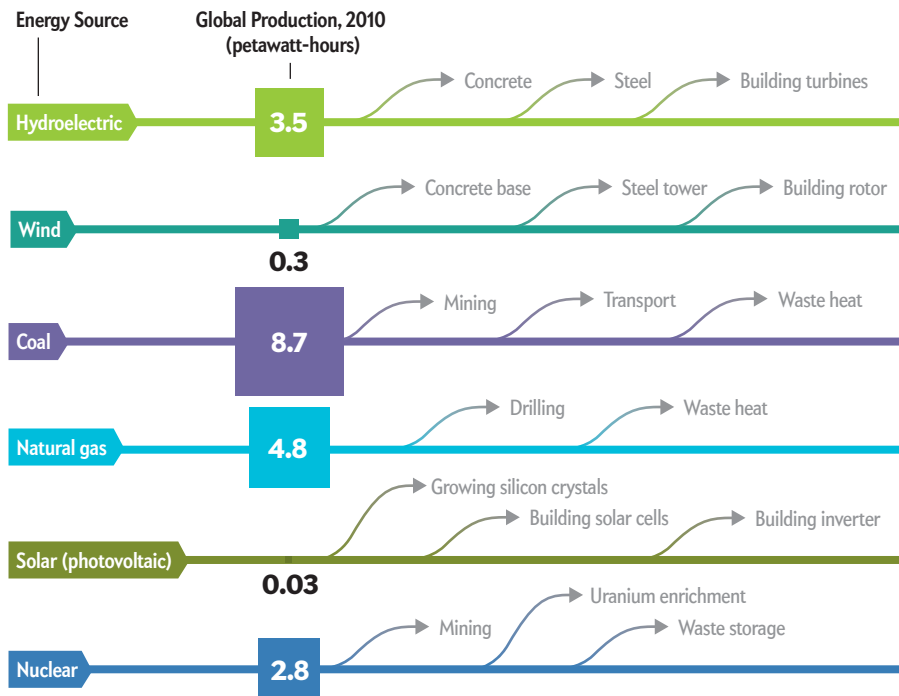 Energy Source
Global Production, 2010
(petawatt-hours)
Concrete
Steel
Building turbines
Hydroelectric
3.5
Concrete base
Steel tower
Building rotor
Wind
0.3
Mining
Transport
Waste heat
Coal
8.7
Drilling
Waste heat
Natural gas
4.8
Growing silicon crystals
Building solar cells
Building inverter
Solar (photovoltaic)
0.03
Uranium enrichment
Mining
Waste storage
Nuclear
2.8